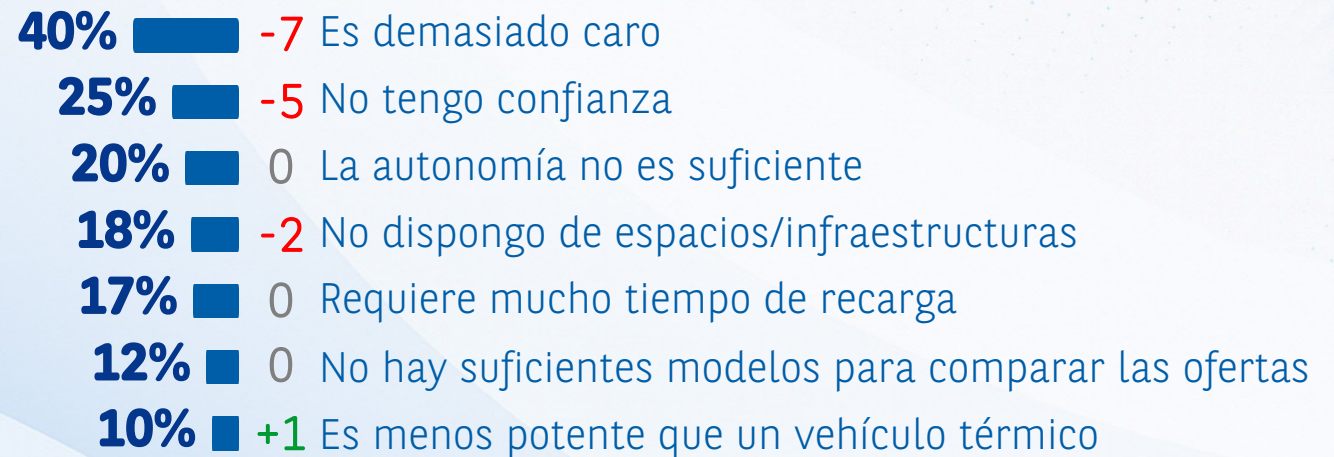 40% -7 Es demasiado caro
25% -5 No tengo confianza
20% 0 La autonomía no es suficiente
18% -2 No dispongo de espacios/infraestructuras
17% 0 Requiere mucho tiempo de recarga
12% 0 No hay suficientes modelos para comparar las ofertas
10% +1 Es menos potente que un vehículo térmico